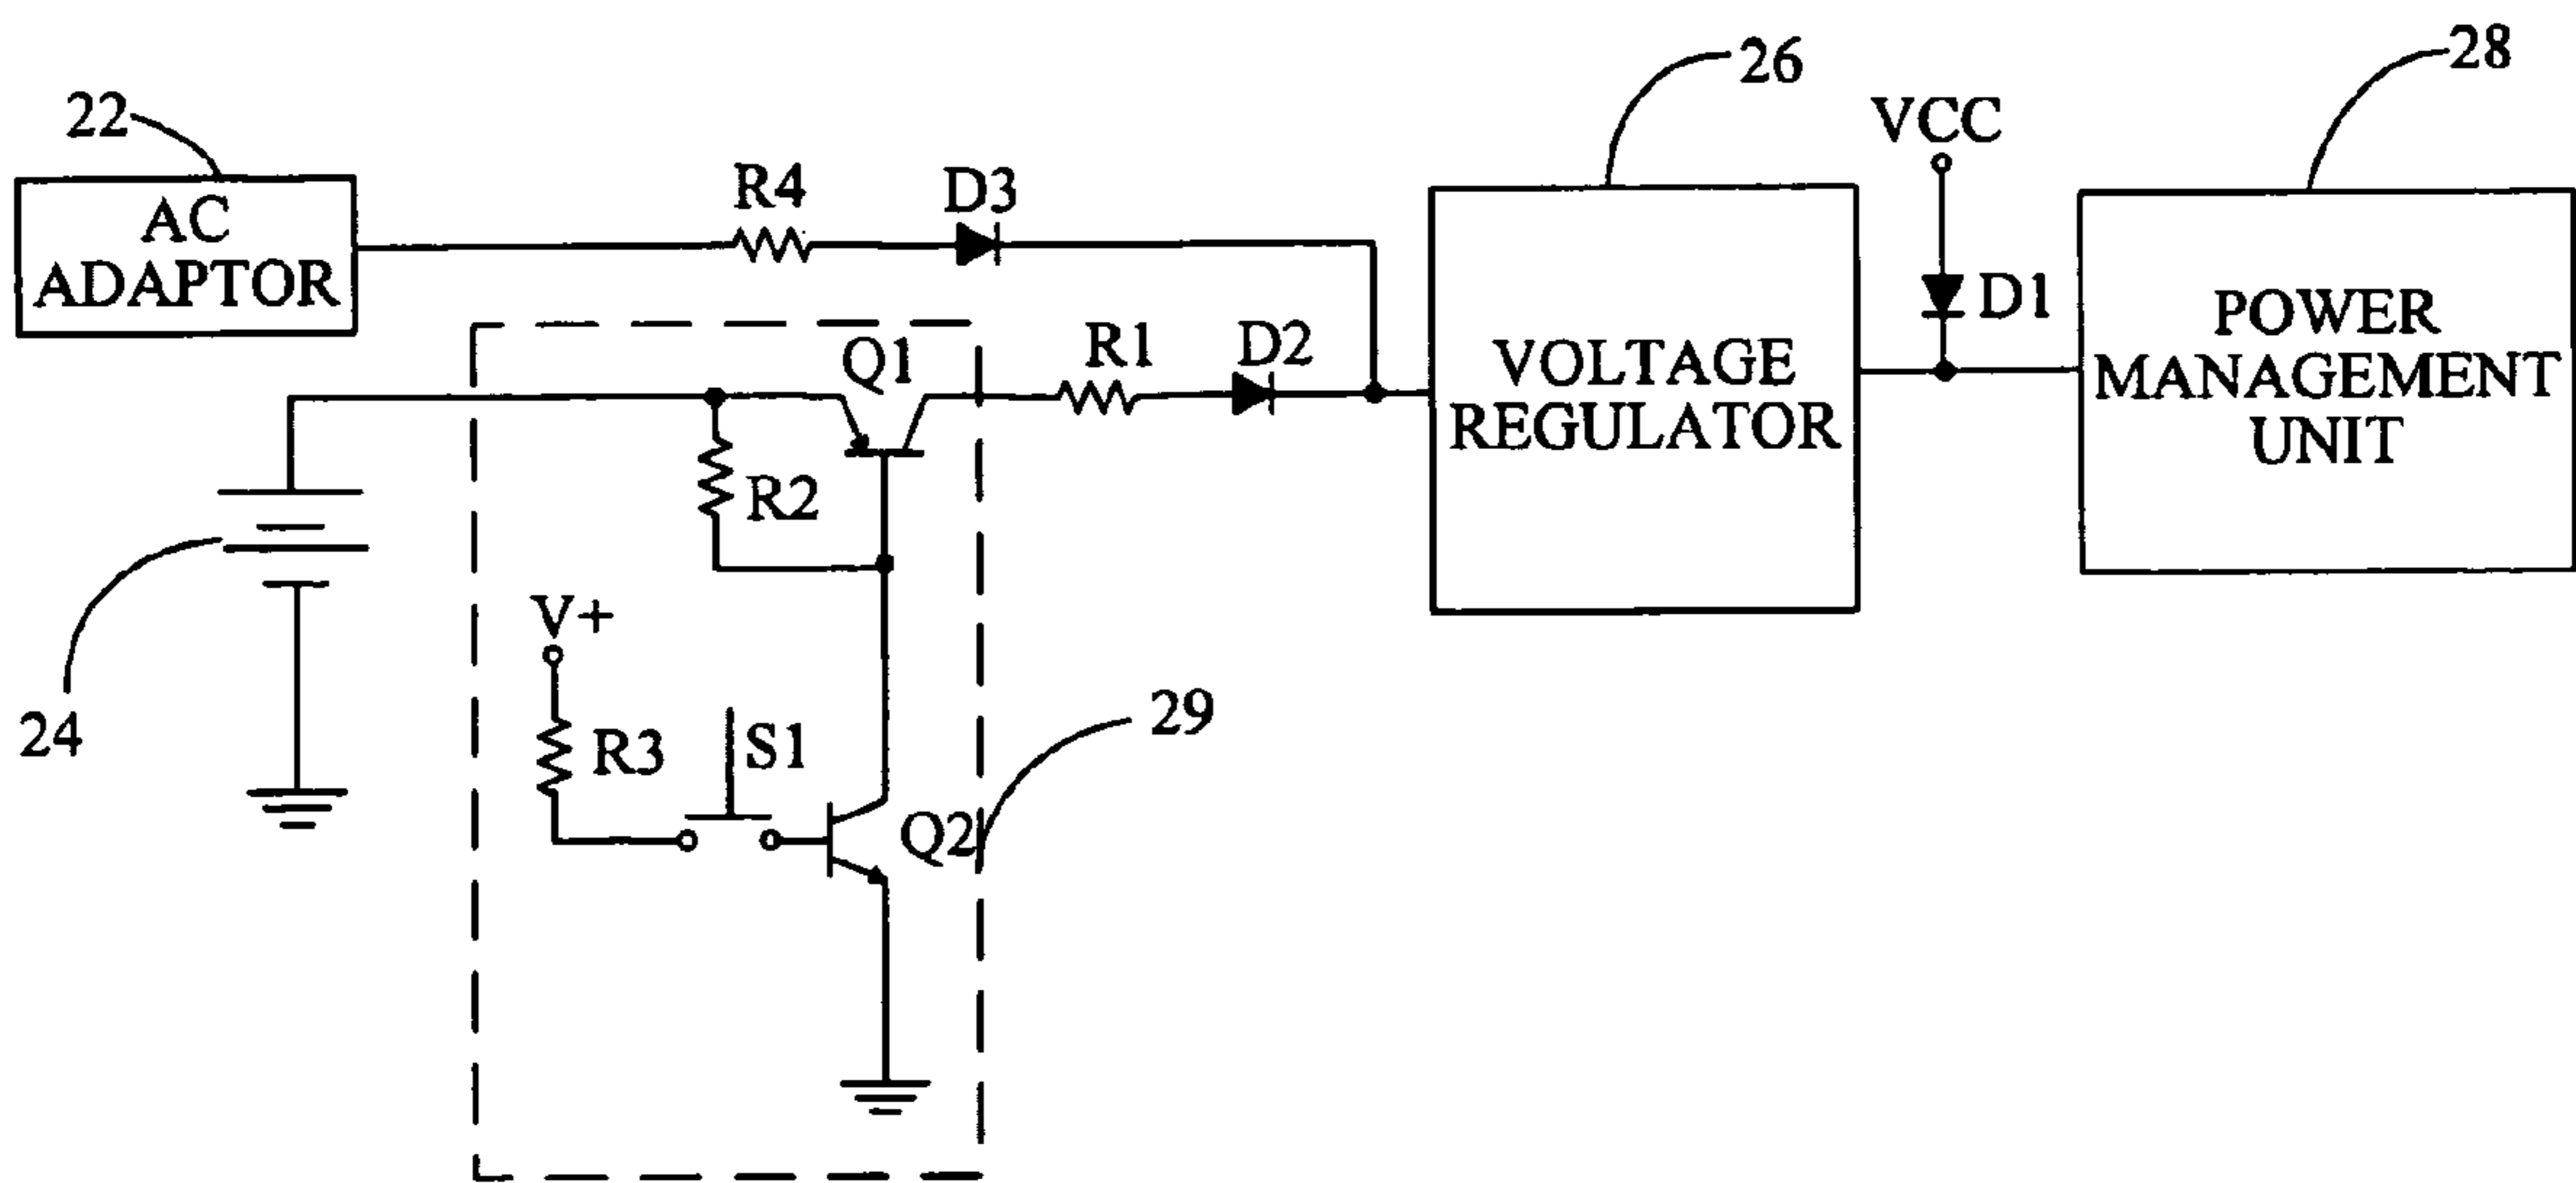 22
AC
ADAPTOR
R4
D3
26
VCC
28
D1
Q1
R1
D2
VOLTAGE
REGULATOR
POWER
MANAGEMENT
UNIT
R2
24
V+
R3
S1
Q2
29